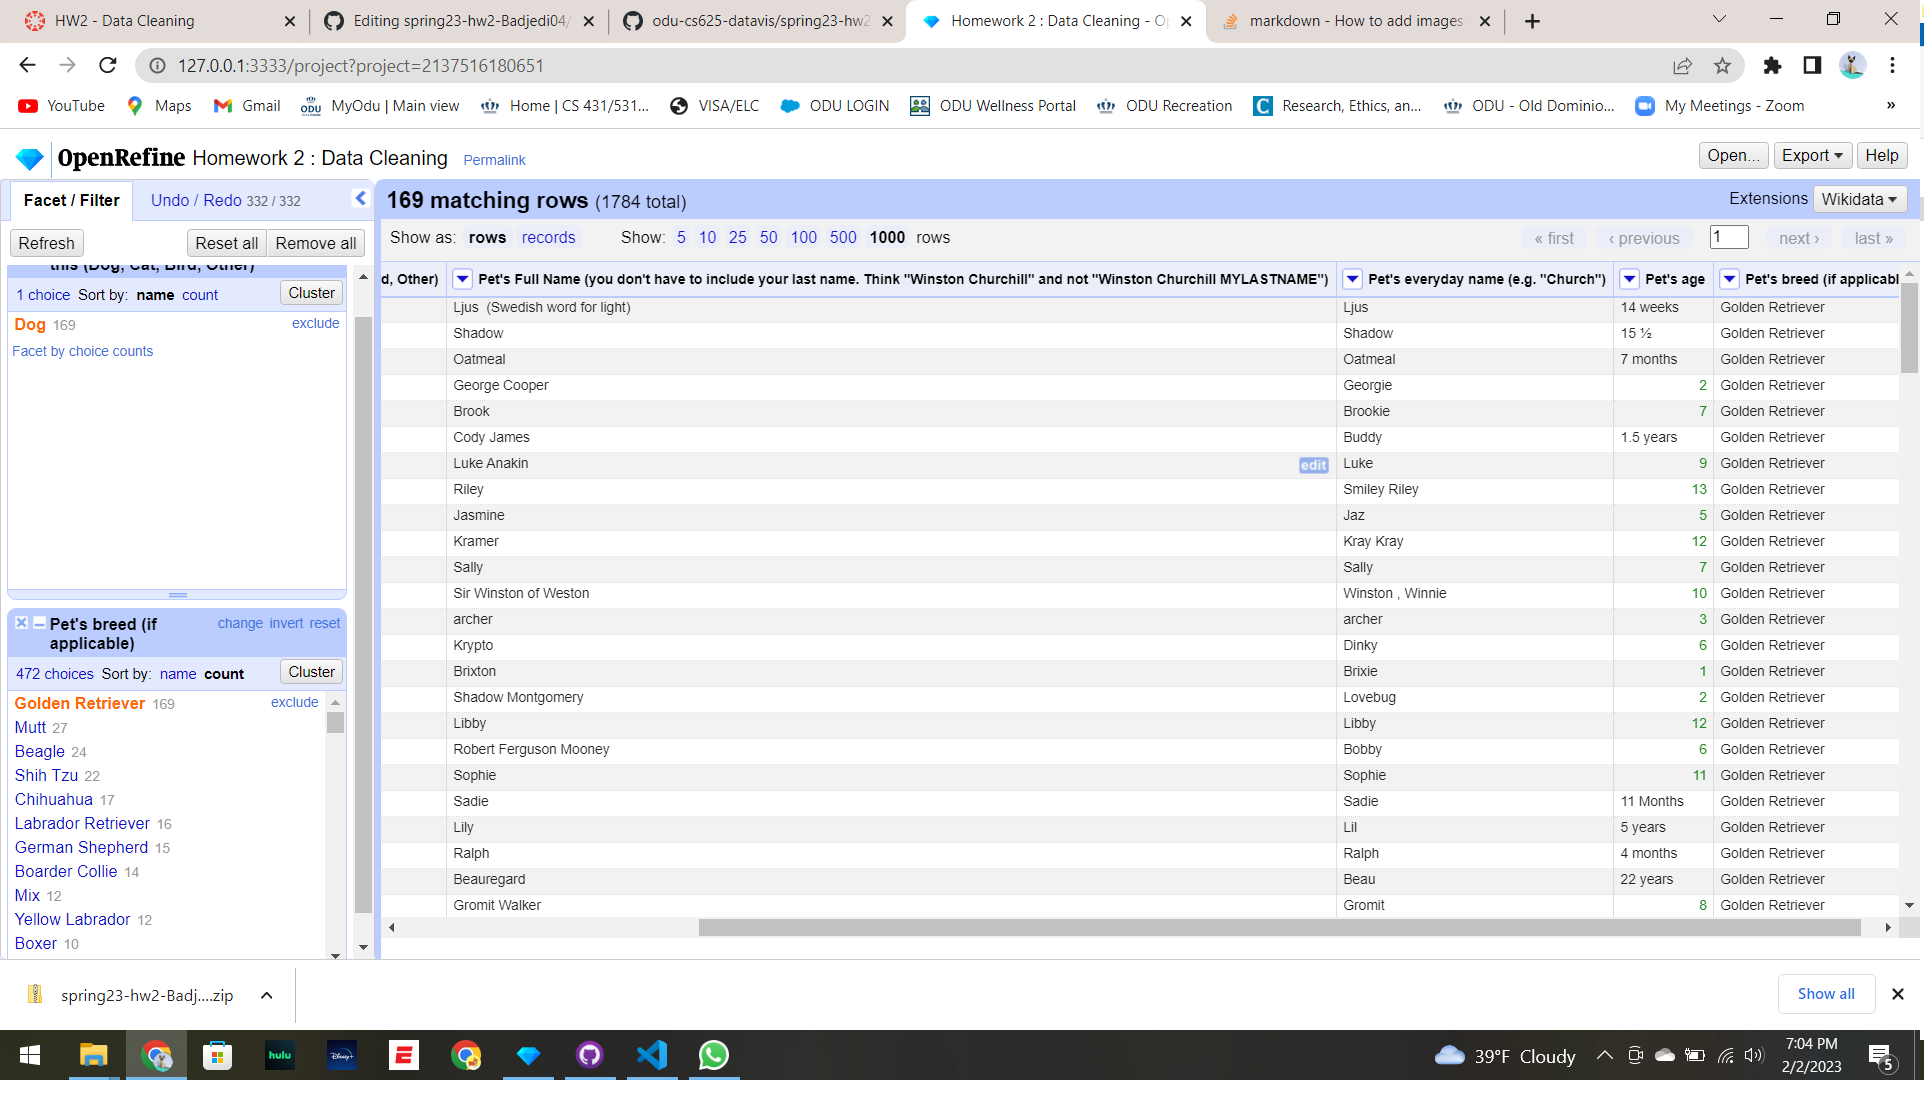 HW2 - Data Cleaning
Editing spring23-hw2-Badjedi04/
odu-cs625-datavis/spring23-hw2
Homework 2 : Data Cleaning - Op
markdown - How to add images
127.0.0.1:3333/project?project=2137516180651
YouTube Maps Gmail MyOdu | Main view Home | CS 431/531... VISA/ELC ODU LOGIN ODU Wellness Portal ODU Recreation Research, Ethics, an... ODU - Old Dominio... My Meetings - Zoom »
OpenRefine Homework 2 : Data Cleaning Permalink
Open... Export Help
Facet / Filter Undo / Redo 332 / 332
Refresh Reset all Remove all
this (Dog, Cat, Bird, Other)
1 choice Sort by: name count Cluster
Dog 169 exclude
Facet by choice counts
Pet's breed (if applicable) change invert reset
472 choices Sort by: name count Cluster
Golden Retriever 169 exclude
Mutt 27
Beagle 24
Shih Tzu 22
Chihuahua 17
Labrador Retriever 16
German Shepherd 15
Boarder Collie 14
Mix 12
Yellow Labrador 12
Boxer 10
169 matching rows (1784 total)
Extensions Wikidata
Show as: rows records Show: 5 10 25 50 100 500 1000 rows
« first ‹ previous 1 next › last »
d, Other) Pet's Full Name (you don't have to include your last name. Think "Winston Churchill" and not "Winston Churchill MYLASTNAME") Pet's everyday name (e.g. "Church") Pet's age Pet's breed (if applicabl
Ljus (Swedish word for light) Ljus 14 weeks Golden Retriever
Shadow Shadow 15 ½ Golden Retriever
Oatmeal Oatmeal 7 months Golden Retriever
George Cooper Georgie 2 Golden Retriever
Brook Brookie 7 Golden Retriever
Cody James Buddy 1.5 years Golden Retriever
Luke Anakin edit Luke 9 Golden Retriever
Riley Smiley Riley 13 Golden Retriever
Jasmine Jaz 5 Golden Retriever
Kramer Kray Kray 12 Golden Retriever
Sally Sally 7 Golden Retriever
Sir Winston of Weston Winston , Winnie 10 Golden Retriever
archer archer 3 Golden Retriever
Krypto Dinky 6 Golden Retriever
Brixton Brixie 1 Golden Retriever
Shadow Montgomery Lovebug 2 Golden Retriever
Libby Libby 12 Golden Retriever
Robert Ferguson Mooney Bobby 6 Golden Retriever
Sophie Sophie 11 Golden Retriever
Sadie Sadie 11 Months Golden Retriever
Lily Lil 5 years Golden Retriever
Ralph Ralph 4 months Golden Retriever
Beauregard Beau 22 years Golden Retriever
Gromit Walker Gromit 8 Golden Retriever
spring23-hw2-Badj....zip
Show all
hulu
Disney+
E
39°F Cloudy
7:04 PM
2/2/2023
5